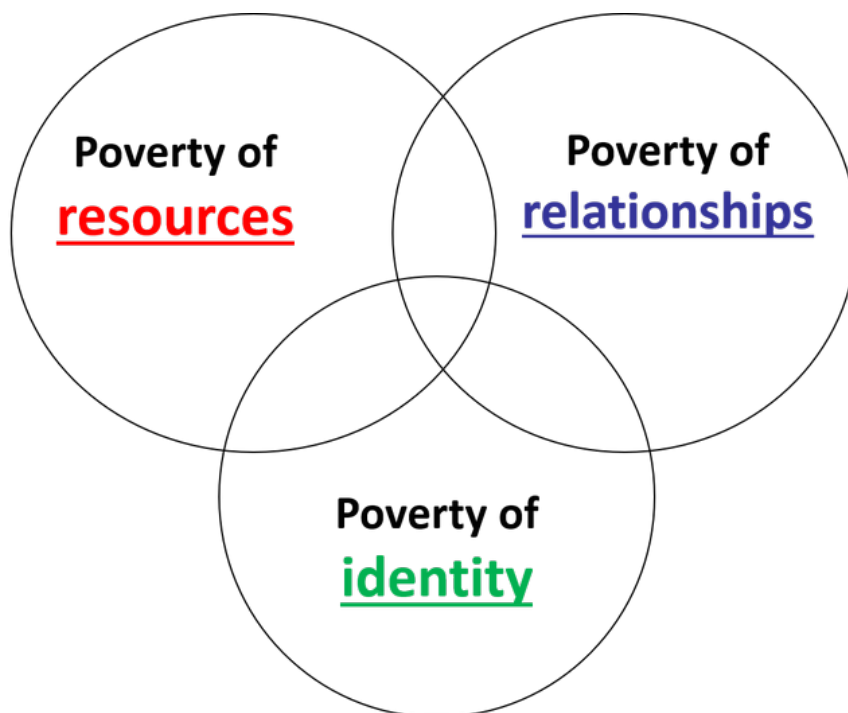 Poverty of
resources
Poverty of
relationships
Poverty of
identity